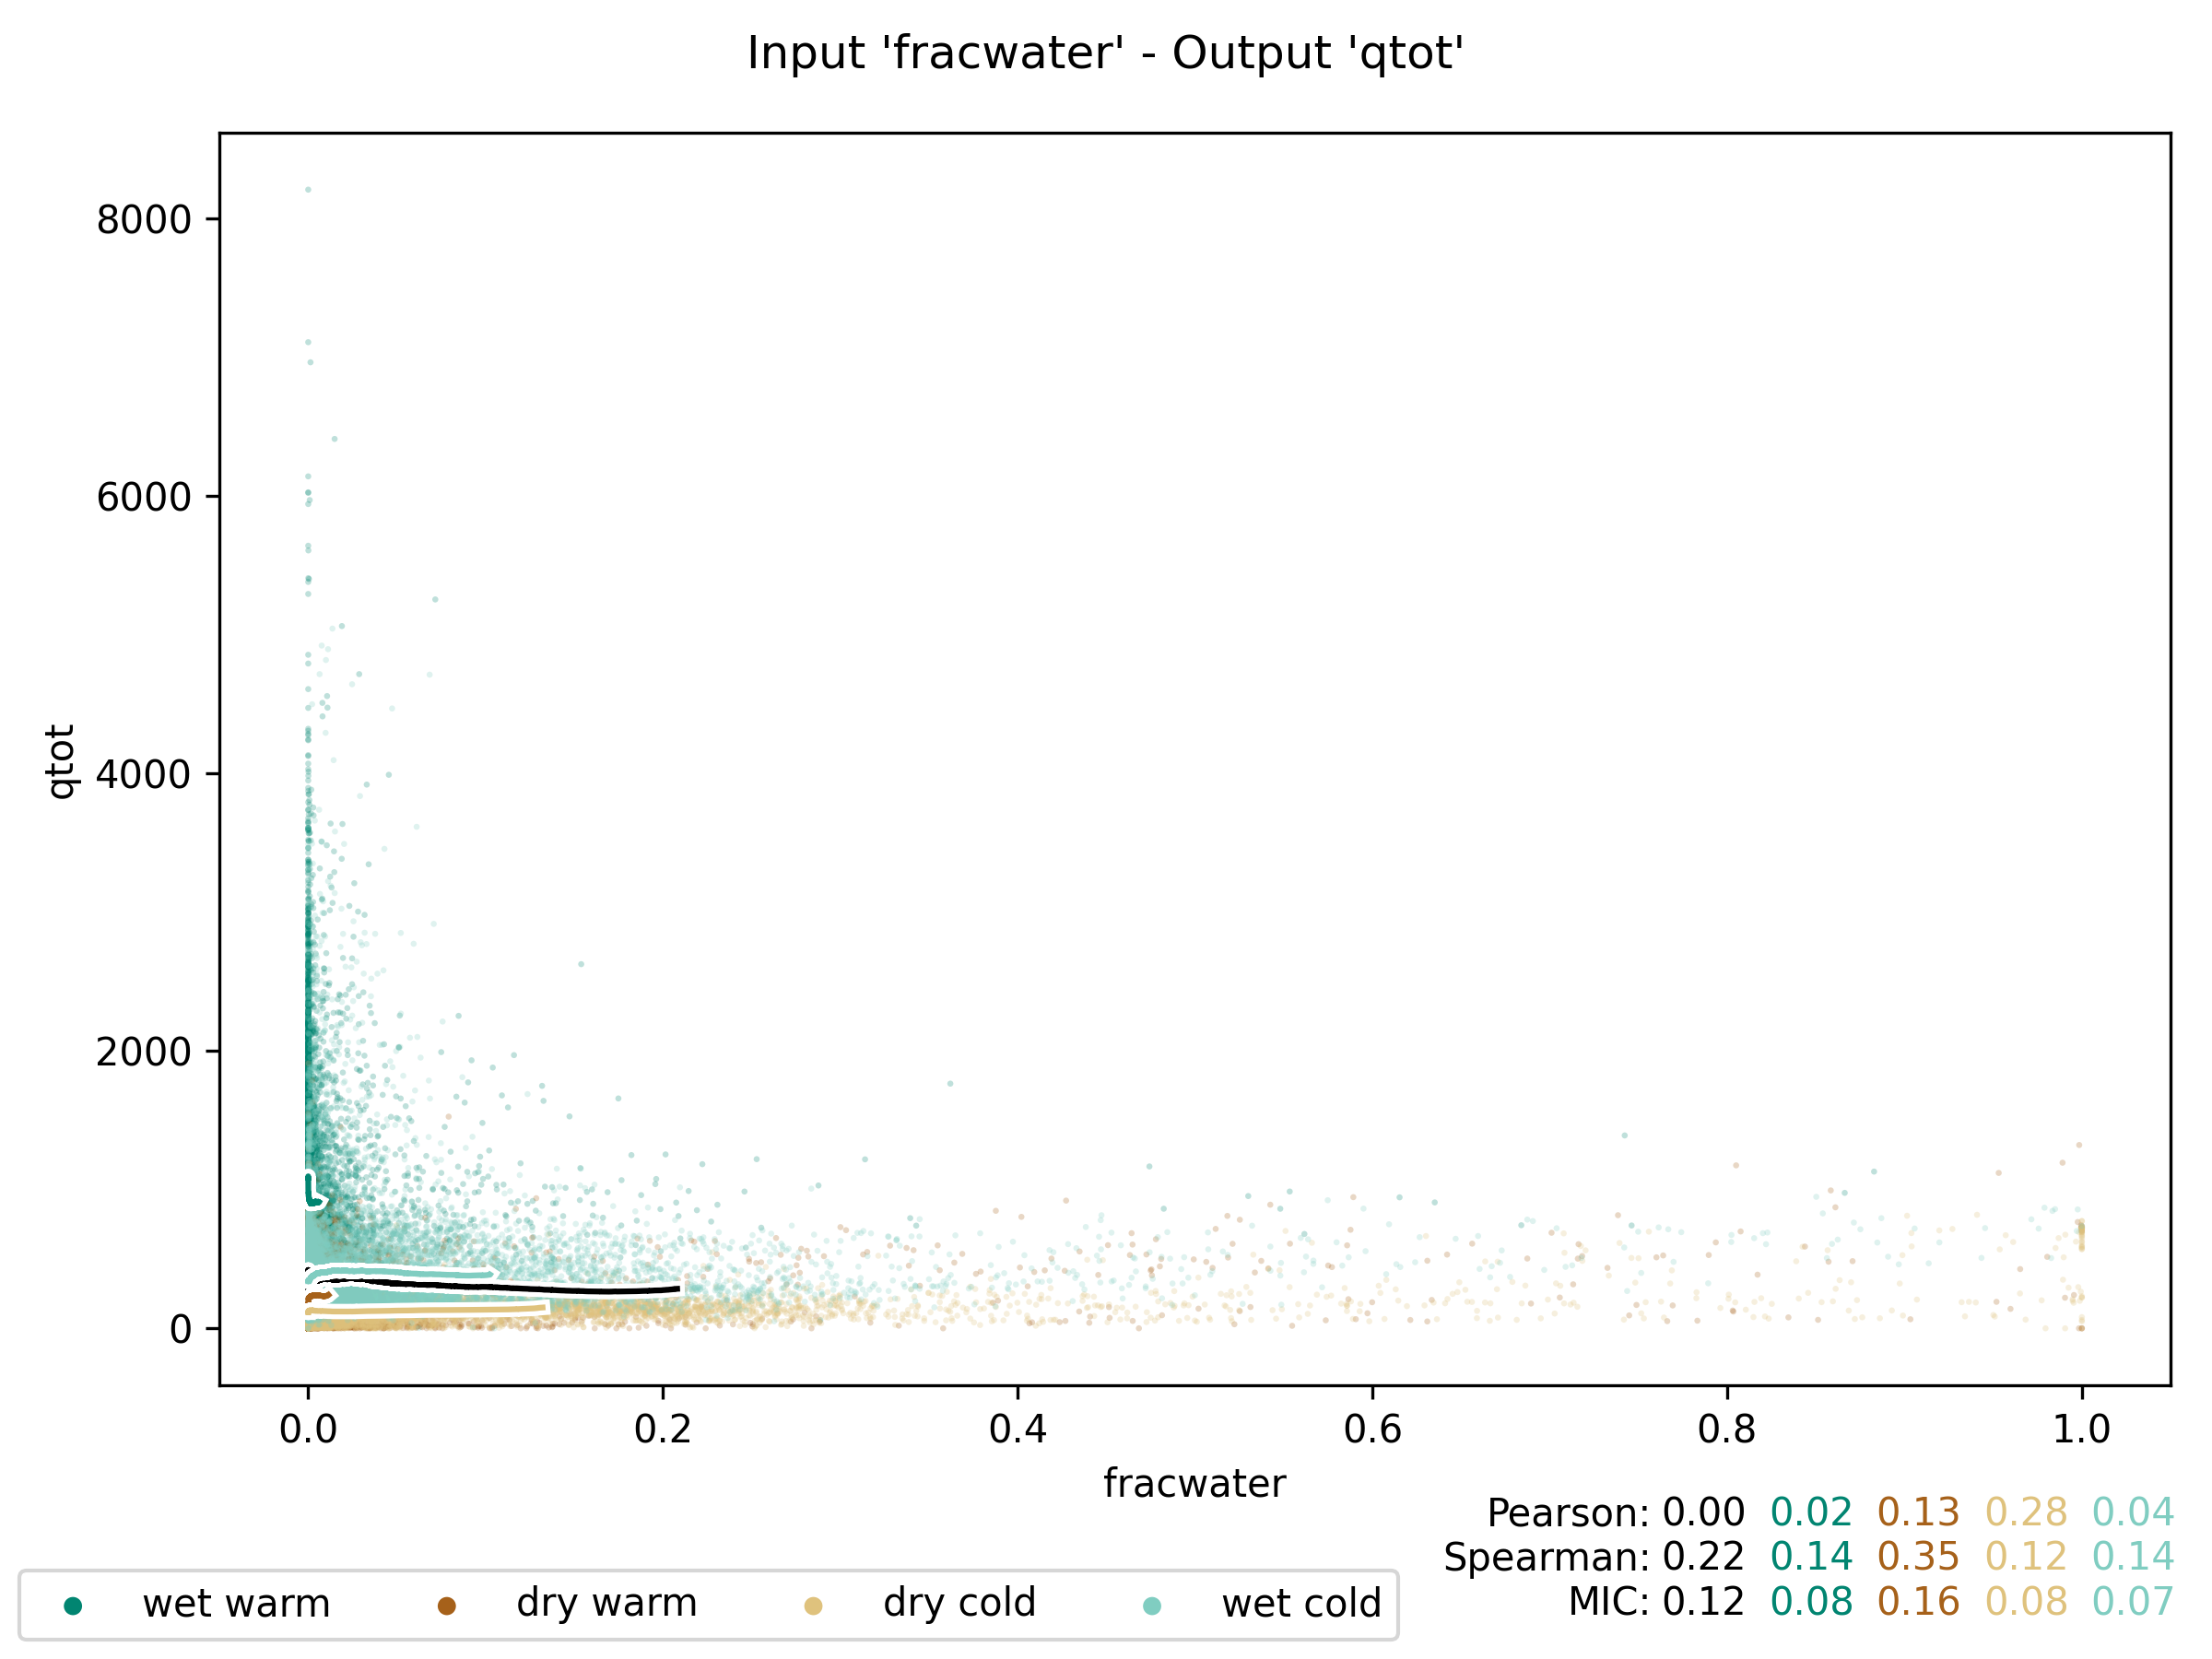 Input 'fracwater' - Output 'qtot'
8000
6000
4000
2000
0
qtot
0.0 0.2 0.4 0.6 0.8 1.0
fracwater
Pearson: 0.00 0.02 0.13 0.28 0.04
Spearman: 0.22 0.14 0.35 0.12 0.14
MIC: 0.12 0.08 0.16 0.08 0.07
wet warm dry warm dry cold wet cold